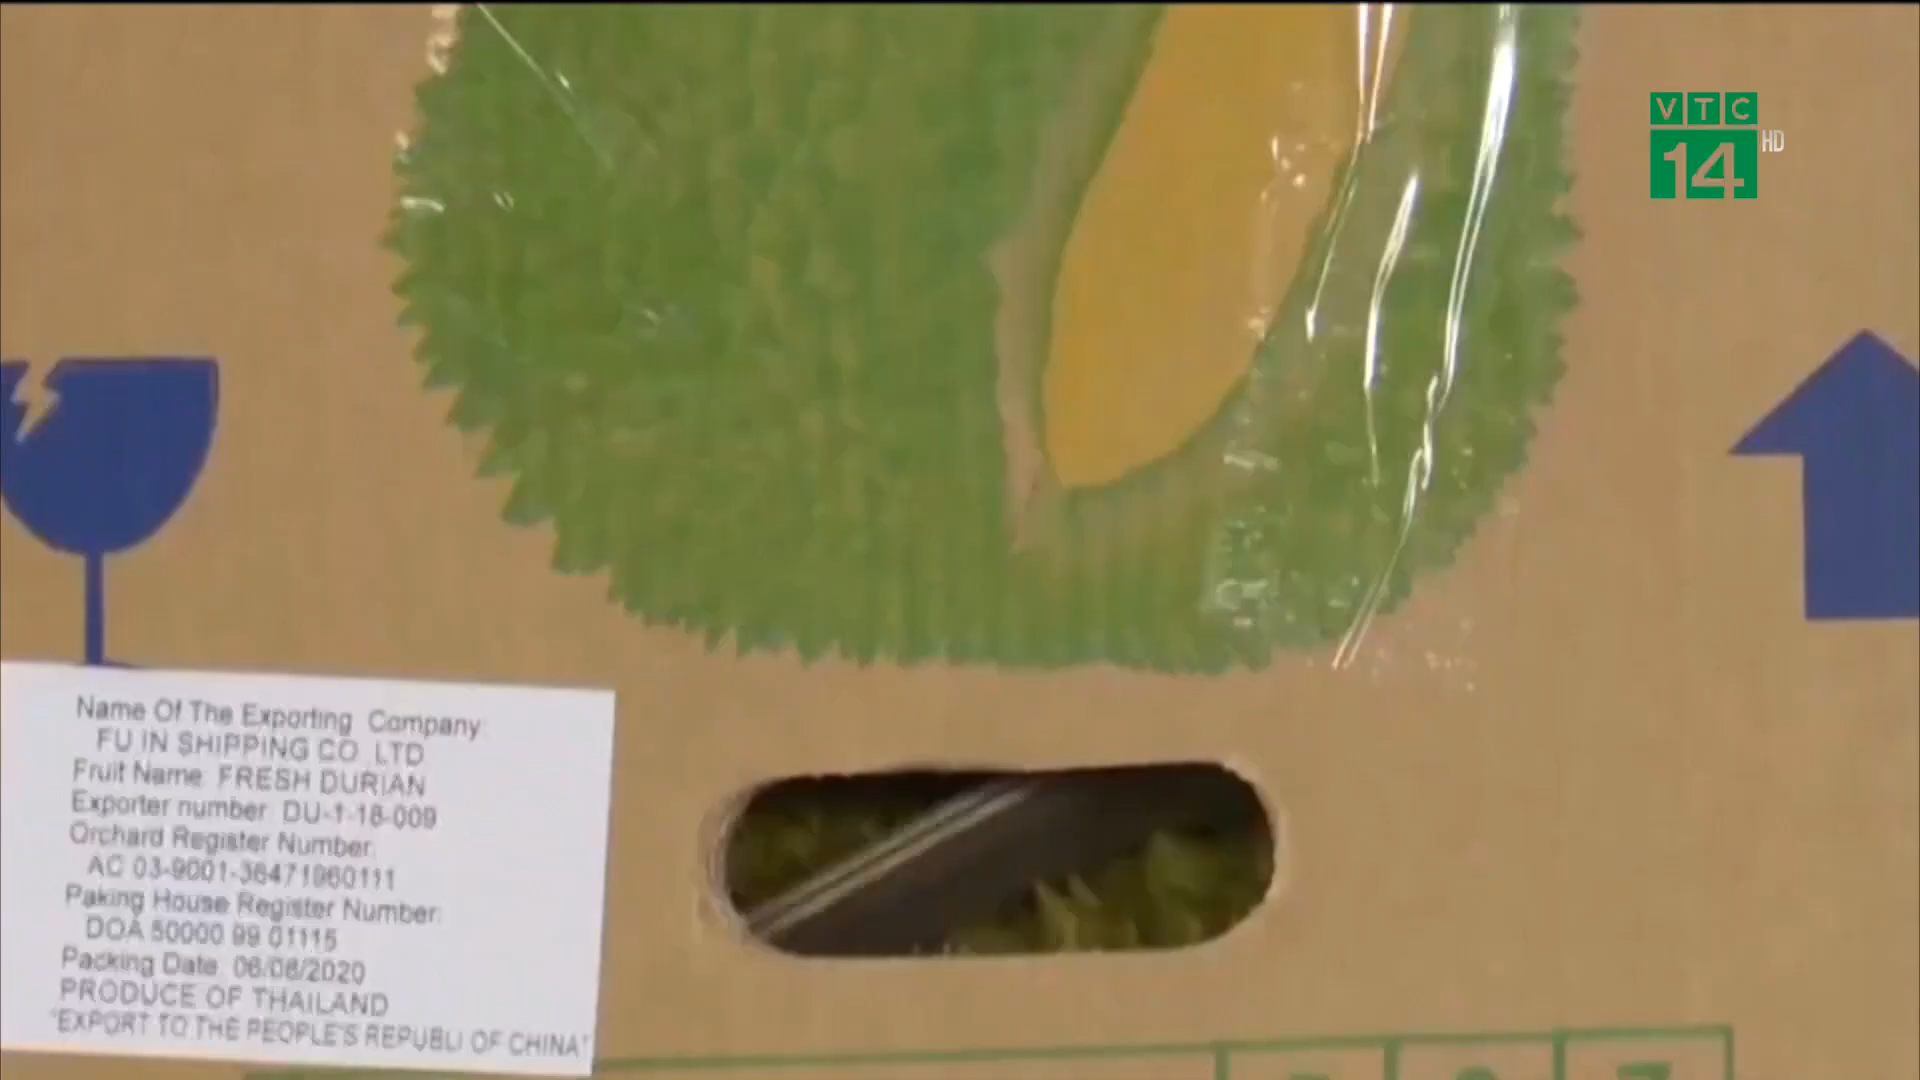 VTC
14
HD
Name Of The Exporting Company:
FU IN SHIPPING CO LTD
Fruit Name: FRESH DURIAN
Exporter number: DU-1-18-009
Orchard Register Number:
AC 03-9001-36471960111
Paking House Register Number:
DOA 50000 99 01115
Packing Date: 06/08/2020
PRODUCE OF THAILAND
"EXPORT TO THE PEOPLE'S REPUBLI OF CHINA"